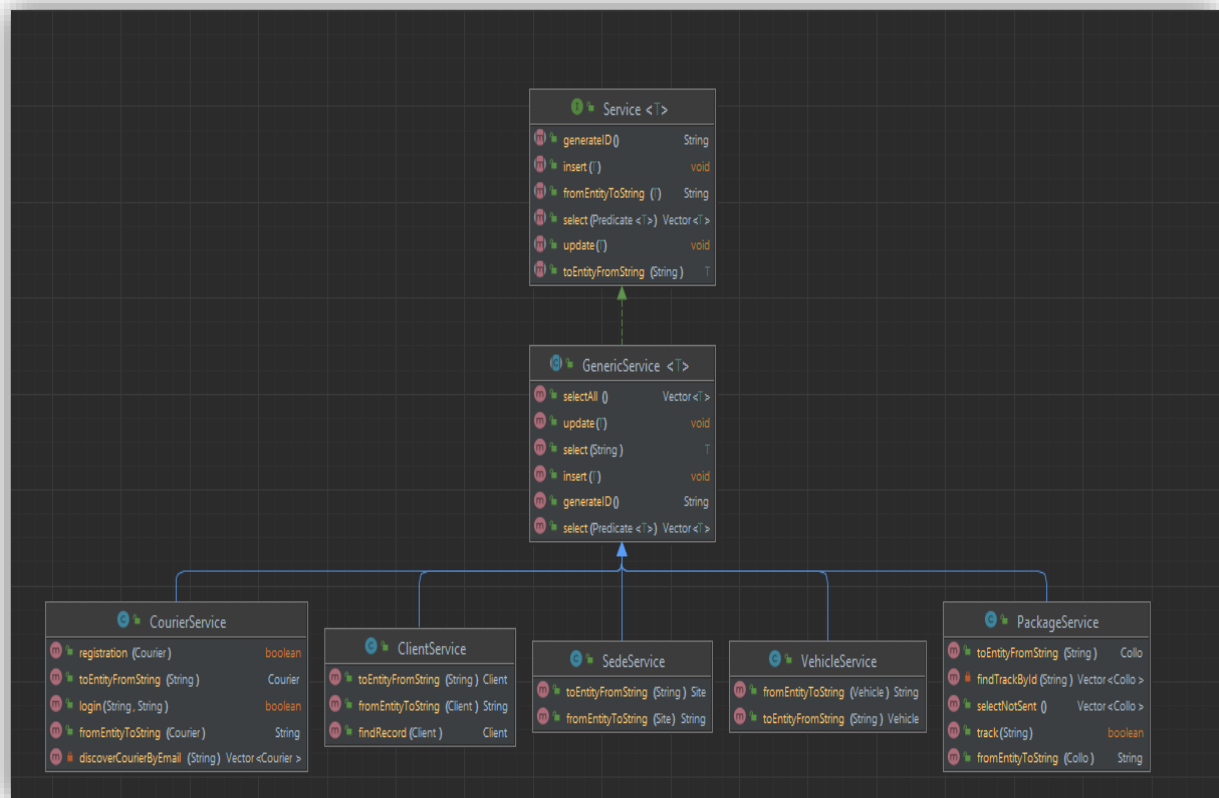 Service <T>
generateID() String
insert(T) void
fromEntityToString (T) String
select(Predicate <T>) Vector<T>
update(T) void
toEntityFromString (String) T
GenericService <T>
selectAll () Vector<T>
update(T) void
select(String) T
insert(T) void
generateID() String
select(Predicate <T>) Vector<T>
CourierService
registration (Courier) boolean
toEntityFromString (String) Courier
login(String, String) boolean
fromEntityToString (Courier) String
discoverCourierByEmail (String) Vector<Courier >
ClientService
toEntityFromString (String) Client
fromEntityToString (Client) String
findRecord(Client) Client
SedeService
toEntityFromString (String) Site
fromEntityToString (Site) String
VehicleService
fromEntityToString (Vehicle) String
toEntityFromString (String) Vehicle
PackageService
toEntityFromString (String) Collo
findTrackById(String) Vector<Collo >
selectNotSent () Vector<Collo >
track(String) boolean
fromEntityToString (Collo) String